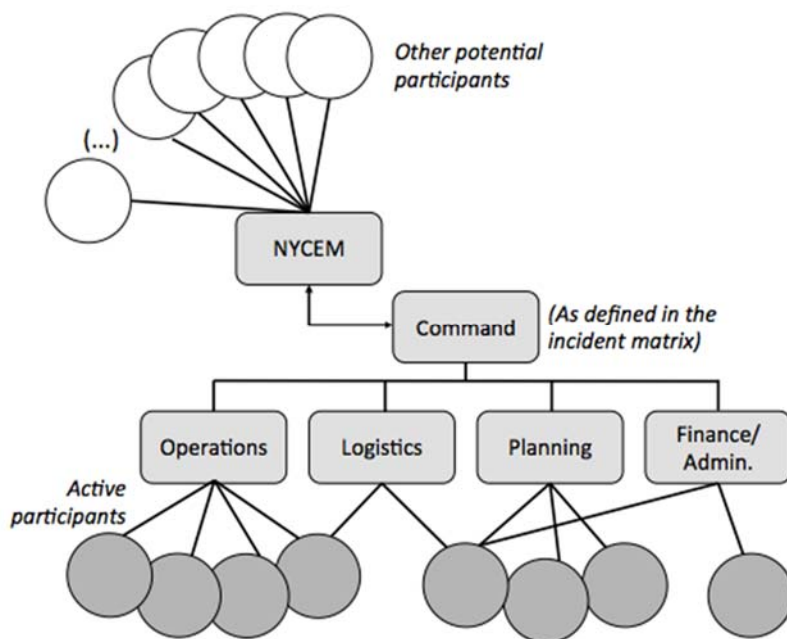 Other potential
participants
(...)
NYCEM
Command
(As defined in the
incident matrix)
Operations
Logistics
Planning
Finance/
Admin.
Active
participants